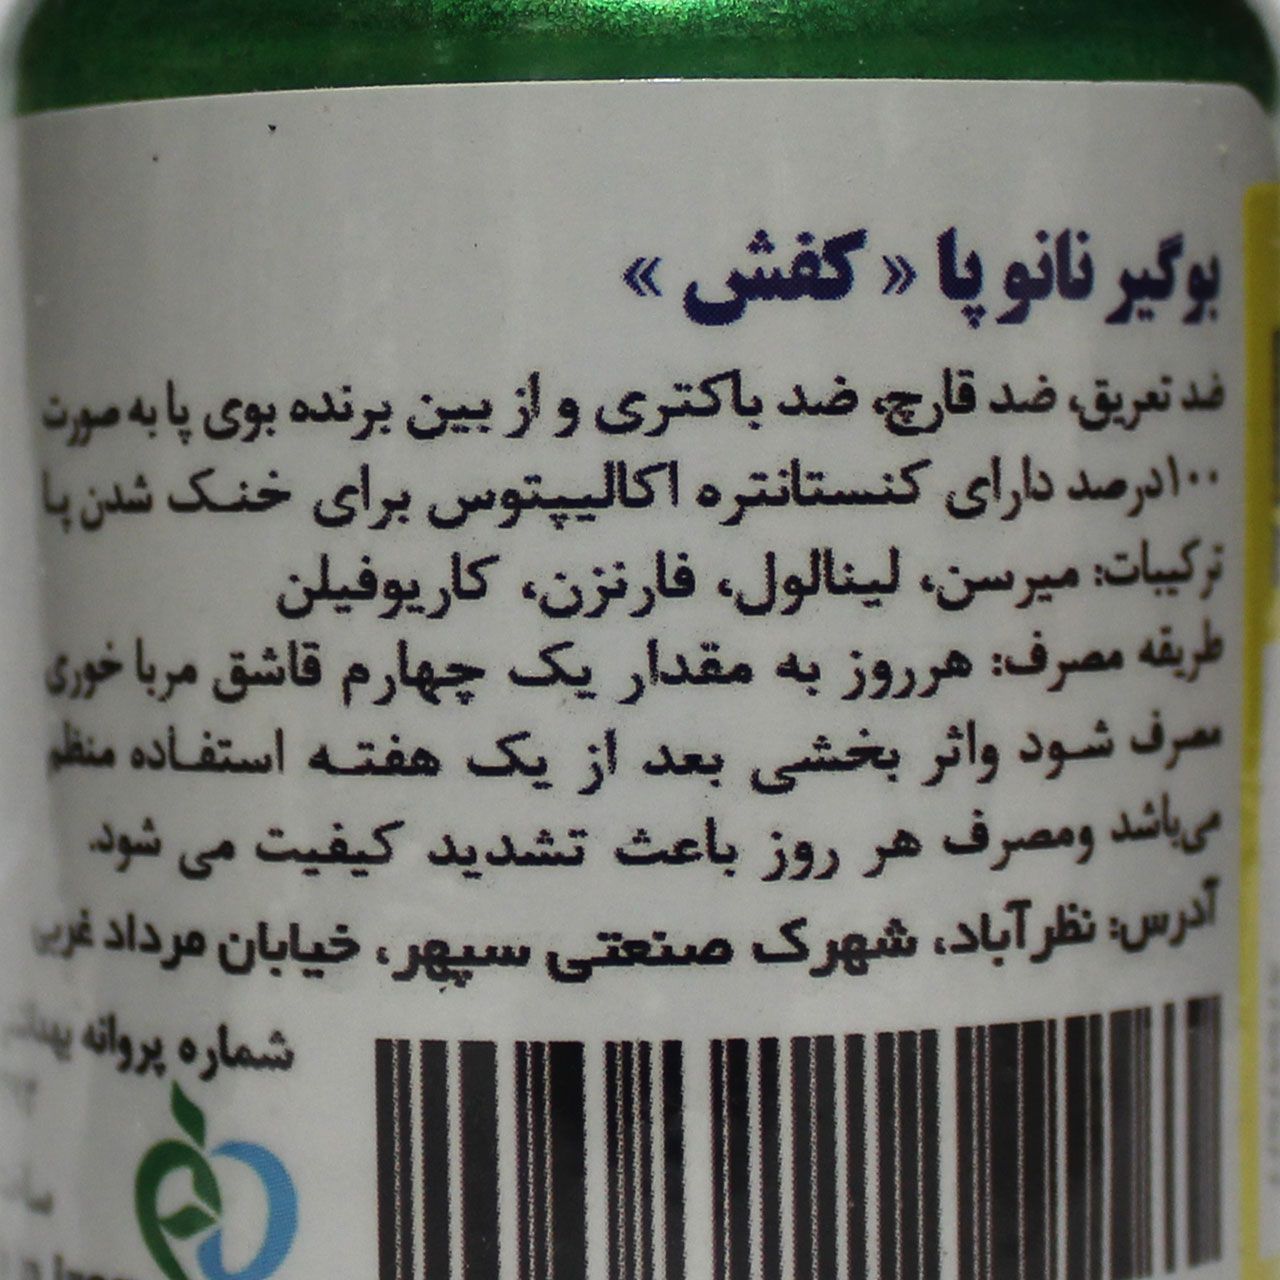 بوگیر نانو پا « کفش »
ضد تعریق، ضد قارچ، ضد باکتری و از بین برنده بوی پا به صورت
۱۰۰درصد دارای کنستانتره اکالیپتوس برای خنک شدن پا
ترکیبات: میرسن، لینالول، فارنزن، کاریوفیلن
طریقه مصرف: هرروز به مقدار یک چهارم قاشق مربا خوری
مصرف شود واثر بخشی بعد از یک هفته استفاده منظم
می‌باشد ومصرف هر روز باعث تشدید کیفیت می شود.
آدرس: نظرآباد، شهرک صنعتی سپهر، خیابان مرداد غربی
شماره پروانه